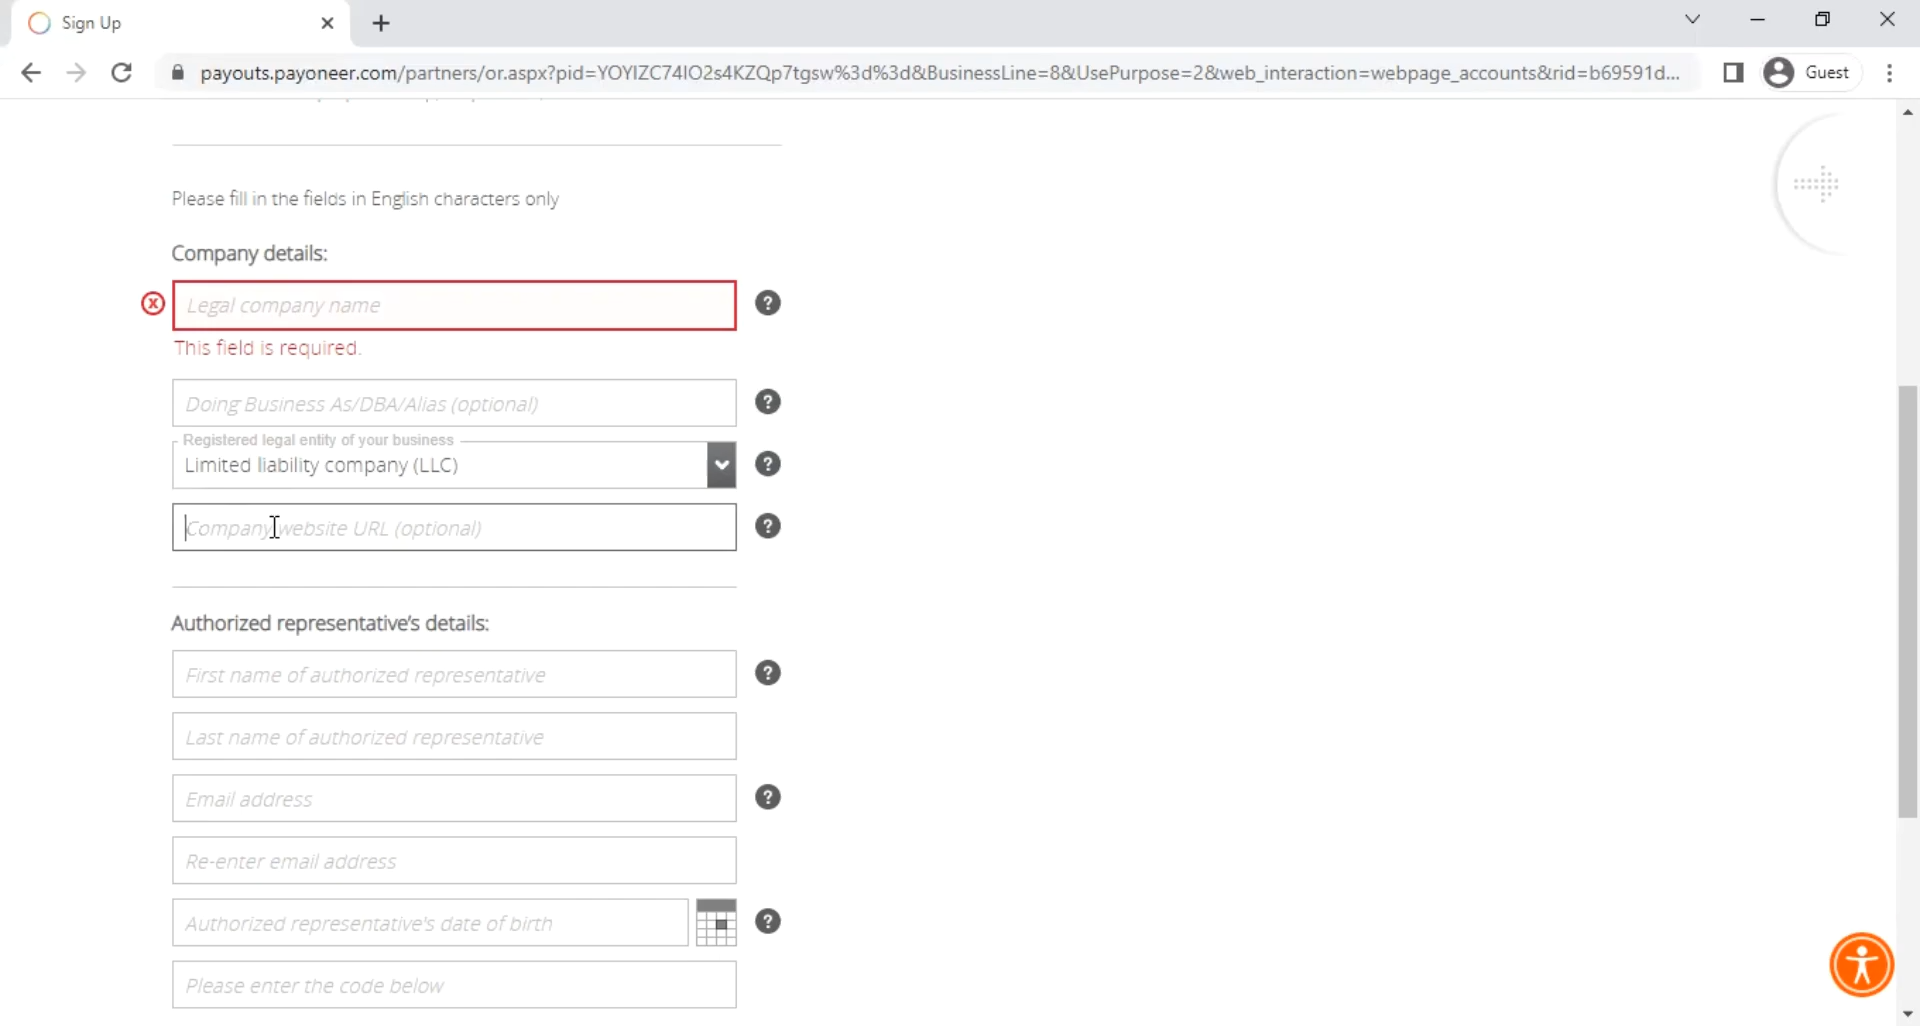 Sign Up
payouts.payoneer.com/partners/or.aspx?pid=YOYIZC74IO2s4KZQp7tgsw%3d%3d&BusinessLine=8&UsePurpose=2&web_interaction=webpage_accounts&rid=b69591d...
Guest
Please fill in the fields in English characters only
Company details:
Legal company name
This field is required.
Doing Business As/DBA/Alias (optional)
Registered legal entity of your business
Limited liability company (LLC)
Company website URL (optional)
Authorized representative's details:
First name of authorized representative
Last name of authorized representative
Email address
Re-enter email address
Authorized representative's date of birth
Please enter the code below